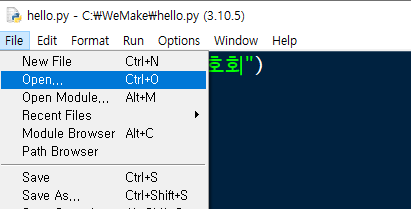 hello.py - C:\WeMake\hello.py (3.10.5)
File Edit Format Run Options Window Help
New File Ctrl+N
Open... Ctrl+O
호회")
Open Module... Alt+M
Recent Files
Module Browser Alt+C
Path Browser
Save Ctrl+S
Save As... Ctrl+Shift+S